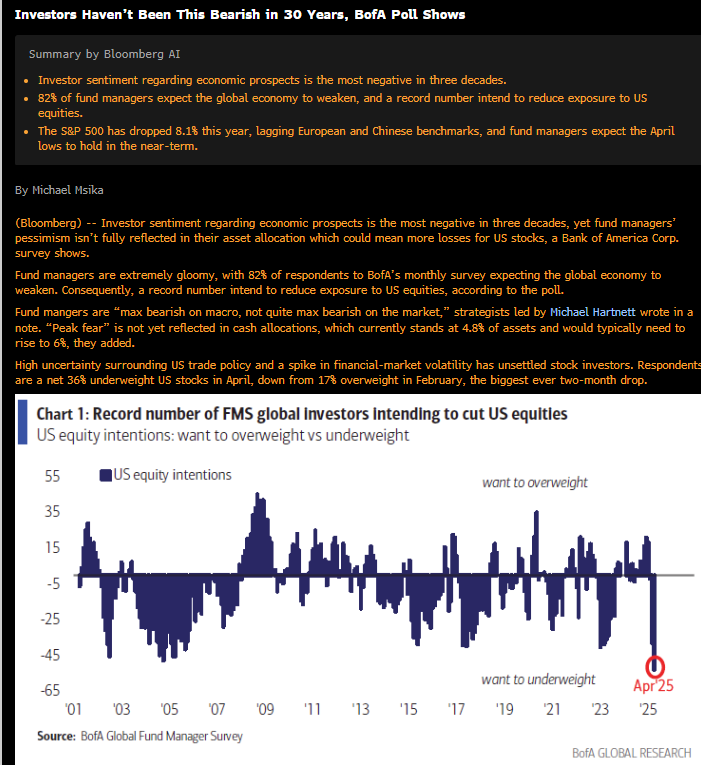 Investors Haven't Been This Bearish in 30 Years, BofA Poll Shows
Summary by Bloomberg AI
• Investor sentiment regarding economic prospects is the most negative in three decades.
• 82% of fund managers expect the global economy to weaken, and a record number intend to reduce exposure to US
equities.
• The S&P 500 has dropped 8.1% this year, lagging European and Chinese benchmarks, and fund managers expect the April
lows to hold in the near-term.
By Michael Msika
(Bloomberg) -- Investor sentiment regarding economic prospects is the most negative in three decades, yet fund managers'
pessimism isn't fully reflected in their asset allocation which could mean more losses for US stocks, a Bank of America Corp.
survey shows.
Fund managers are extremely gloomy, with 82% of respondents to BofA's monthly survey expecting the global economy to
weaken. Consequently, a record number intend to reduce exposure to US equities, according to the poll.
Fund mangers are “max bearish on macro, not quite max bearish on the market,” strategists led by Michael Hartnett wrote in a
note. “Peak fear” is not yet reflected in cash allocations, which currently stands at 4.8% of assets and would typically need to
rise to 6%, they added.
High uncertainty surrounding US trade policy and a spike in financial-market volatility has unsettled stock investors. Respondents
are a net 36% underweight US stocks in April, down from 17% overweight in February, the biggest ever two-month drop.
Chart 1: Record number of FMS global investors intending to cut US equities
US equity intentions: want to overweight vs underweight
55
US equity intentions
want to overweight
35
15
-5
-25
-45
want to underweight
-65
Apr'25
'01 '03 '05 '07 '09 '11 '13 '15 '17 '19 '21 '23 '25
Source: BofA Global Fund Manager Survey
BofA GLOBAL RESEARCH